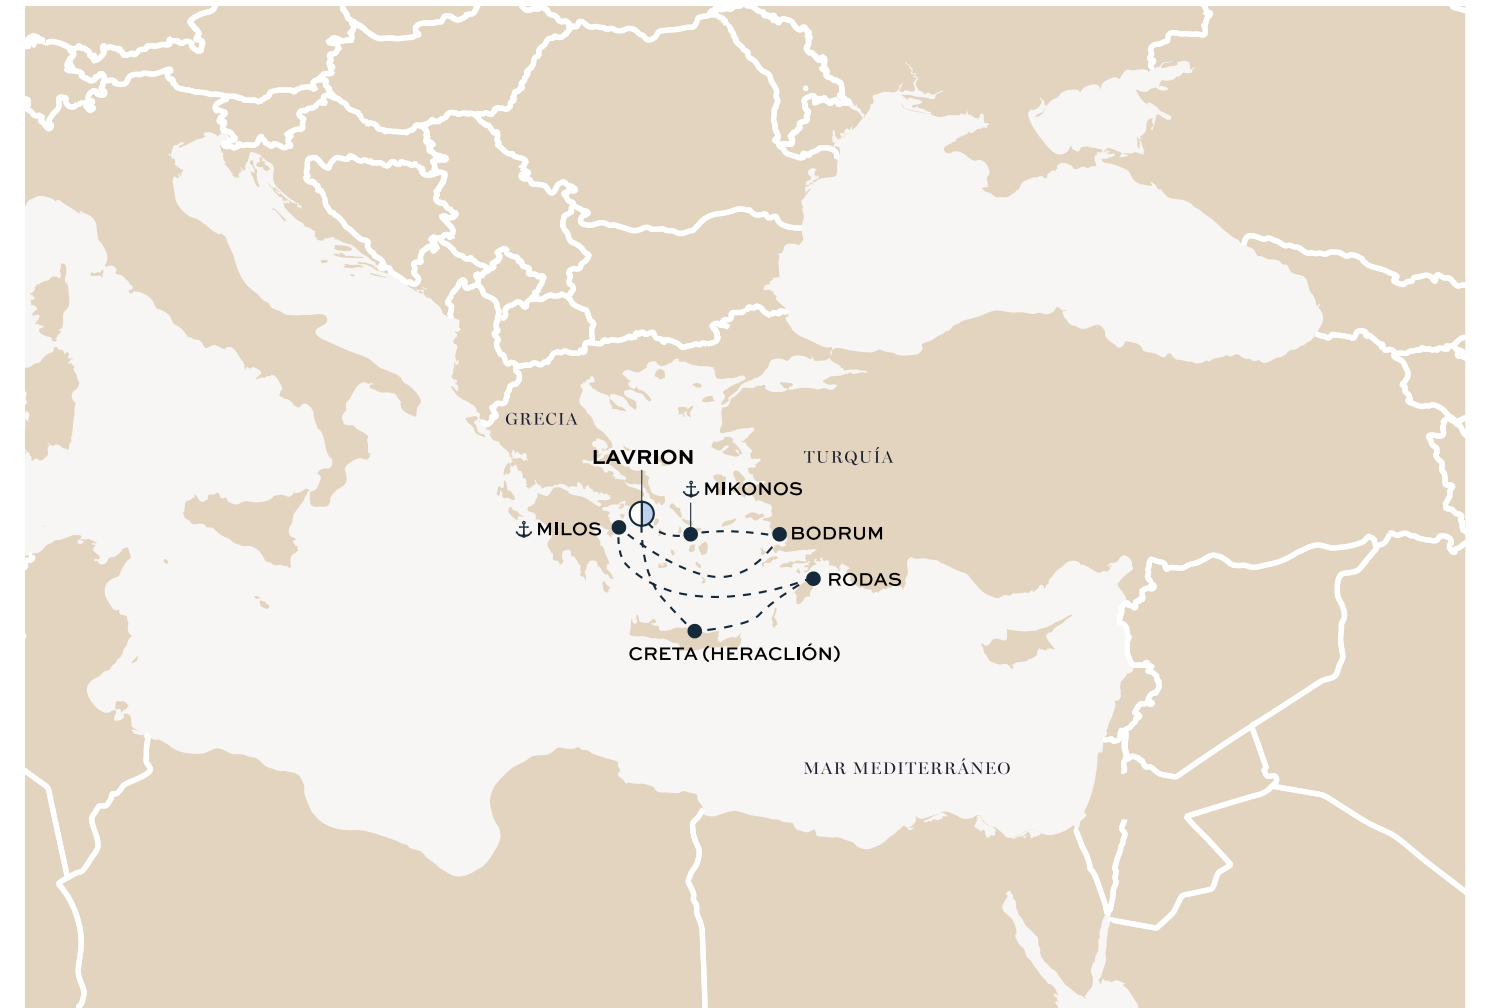 GRECIA
LAVRION
TURQUÍA
MIKONOS
MILOS
BODRUM
RODAS
CRETA (HERACLIÓN)
MAR MEDITERRÁNEO